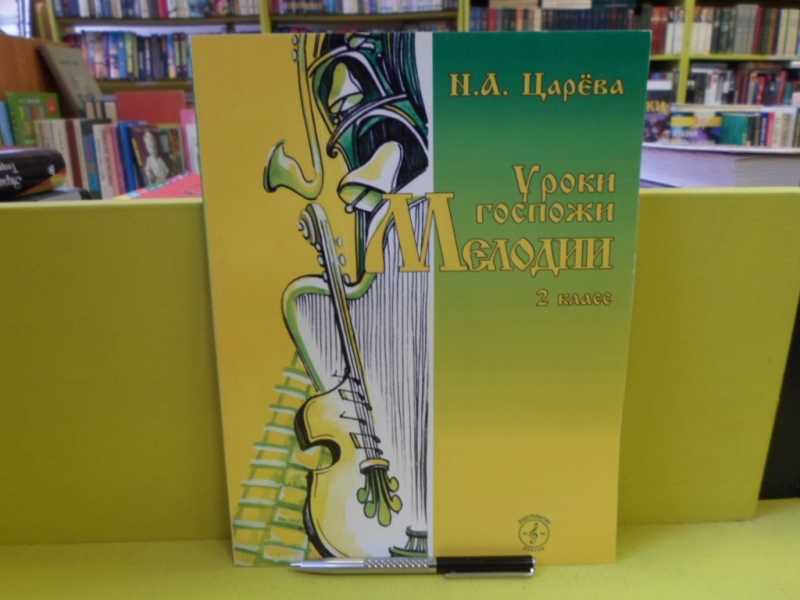 Н.А. Царёва
Уроки
госпожи
Мелодии
2 класс